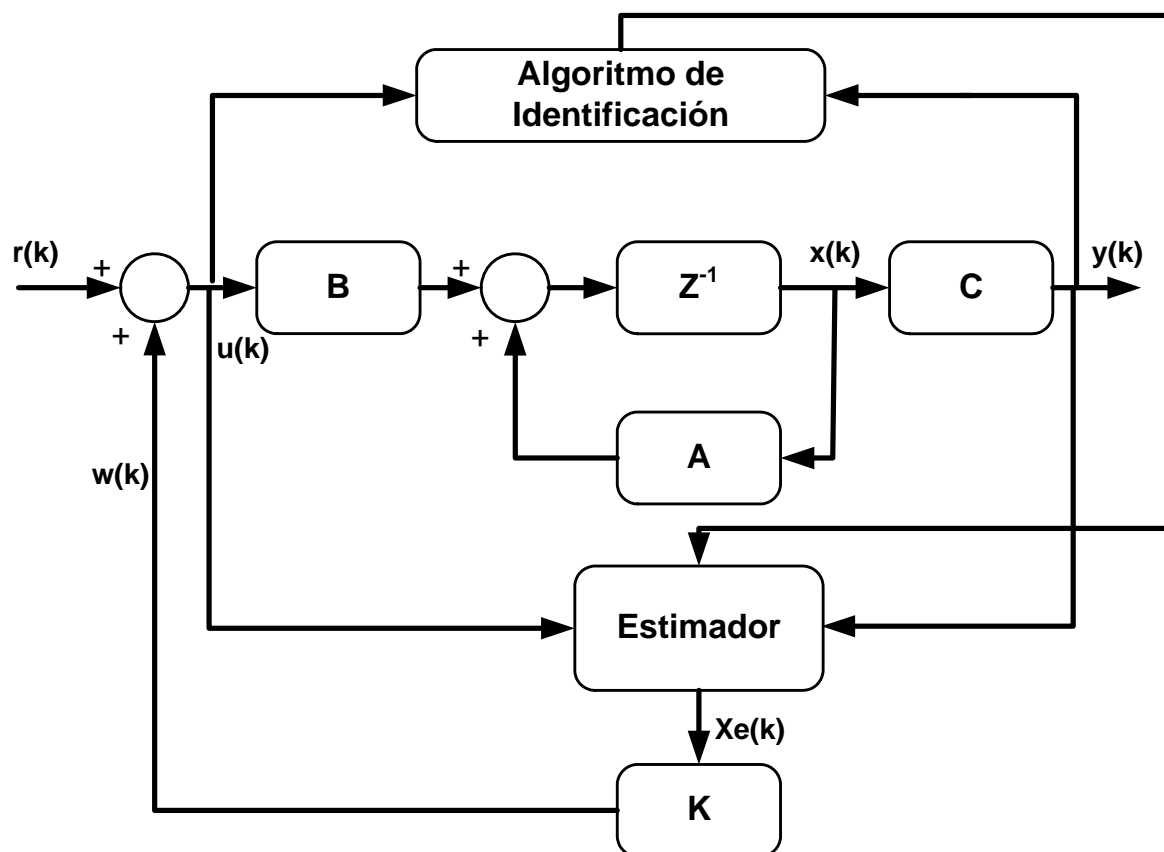 Algoritmo de
Identificación
r(k)
+
+
B
+
+
Z-1
x(k)
C
y(k)
u(k)
A
w(k)
Estimador
Xe(k)
K